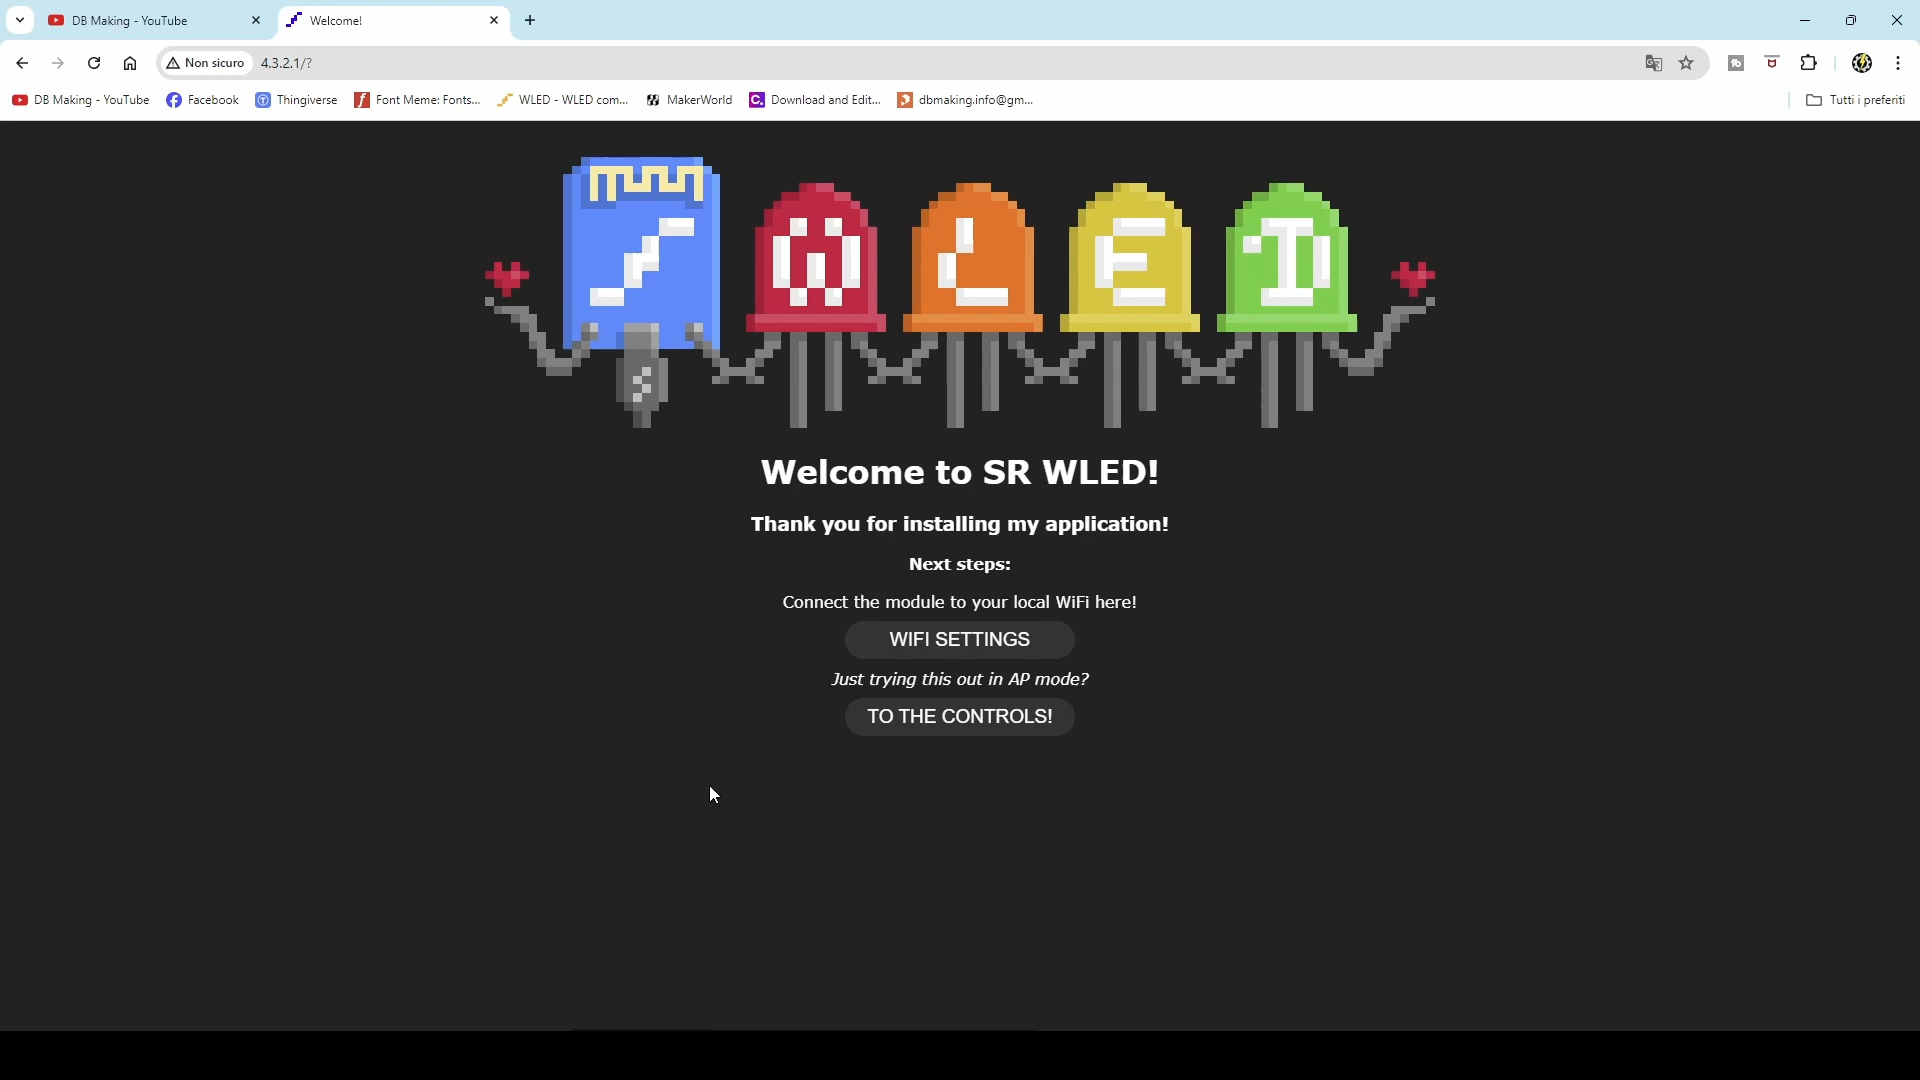 DB Making - YouTube
Welcome!
Non sicuro
4.3.2.1/?
DB Making - YouTube
Facebook
Thingiverse
Font Meme: Fonts...
WLED - WLED com...
MakerWorld
Download and Edit...
dbmaking.info@gm...
Tutti i preferiti
WLED
Welcome to SR WLED!
Thank you for installing my application!
Next steps:
Connect the module to your local WiFi here!
WIFI SETTINGS
Just trying this out in AP mode?
TO THE CONTROLS!